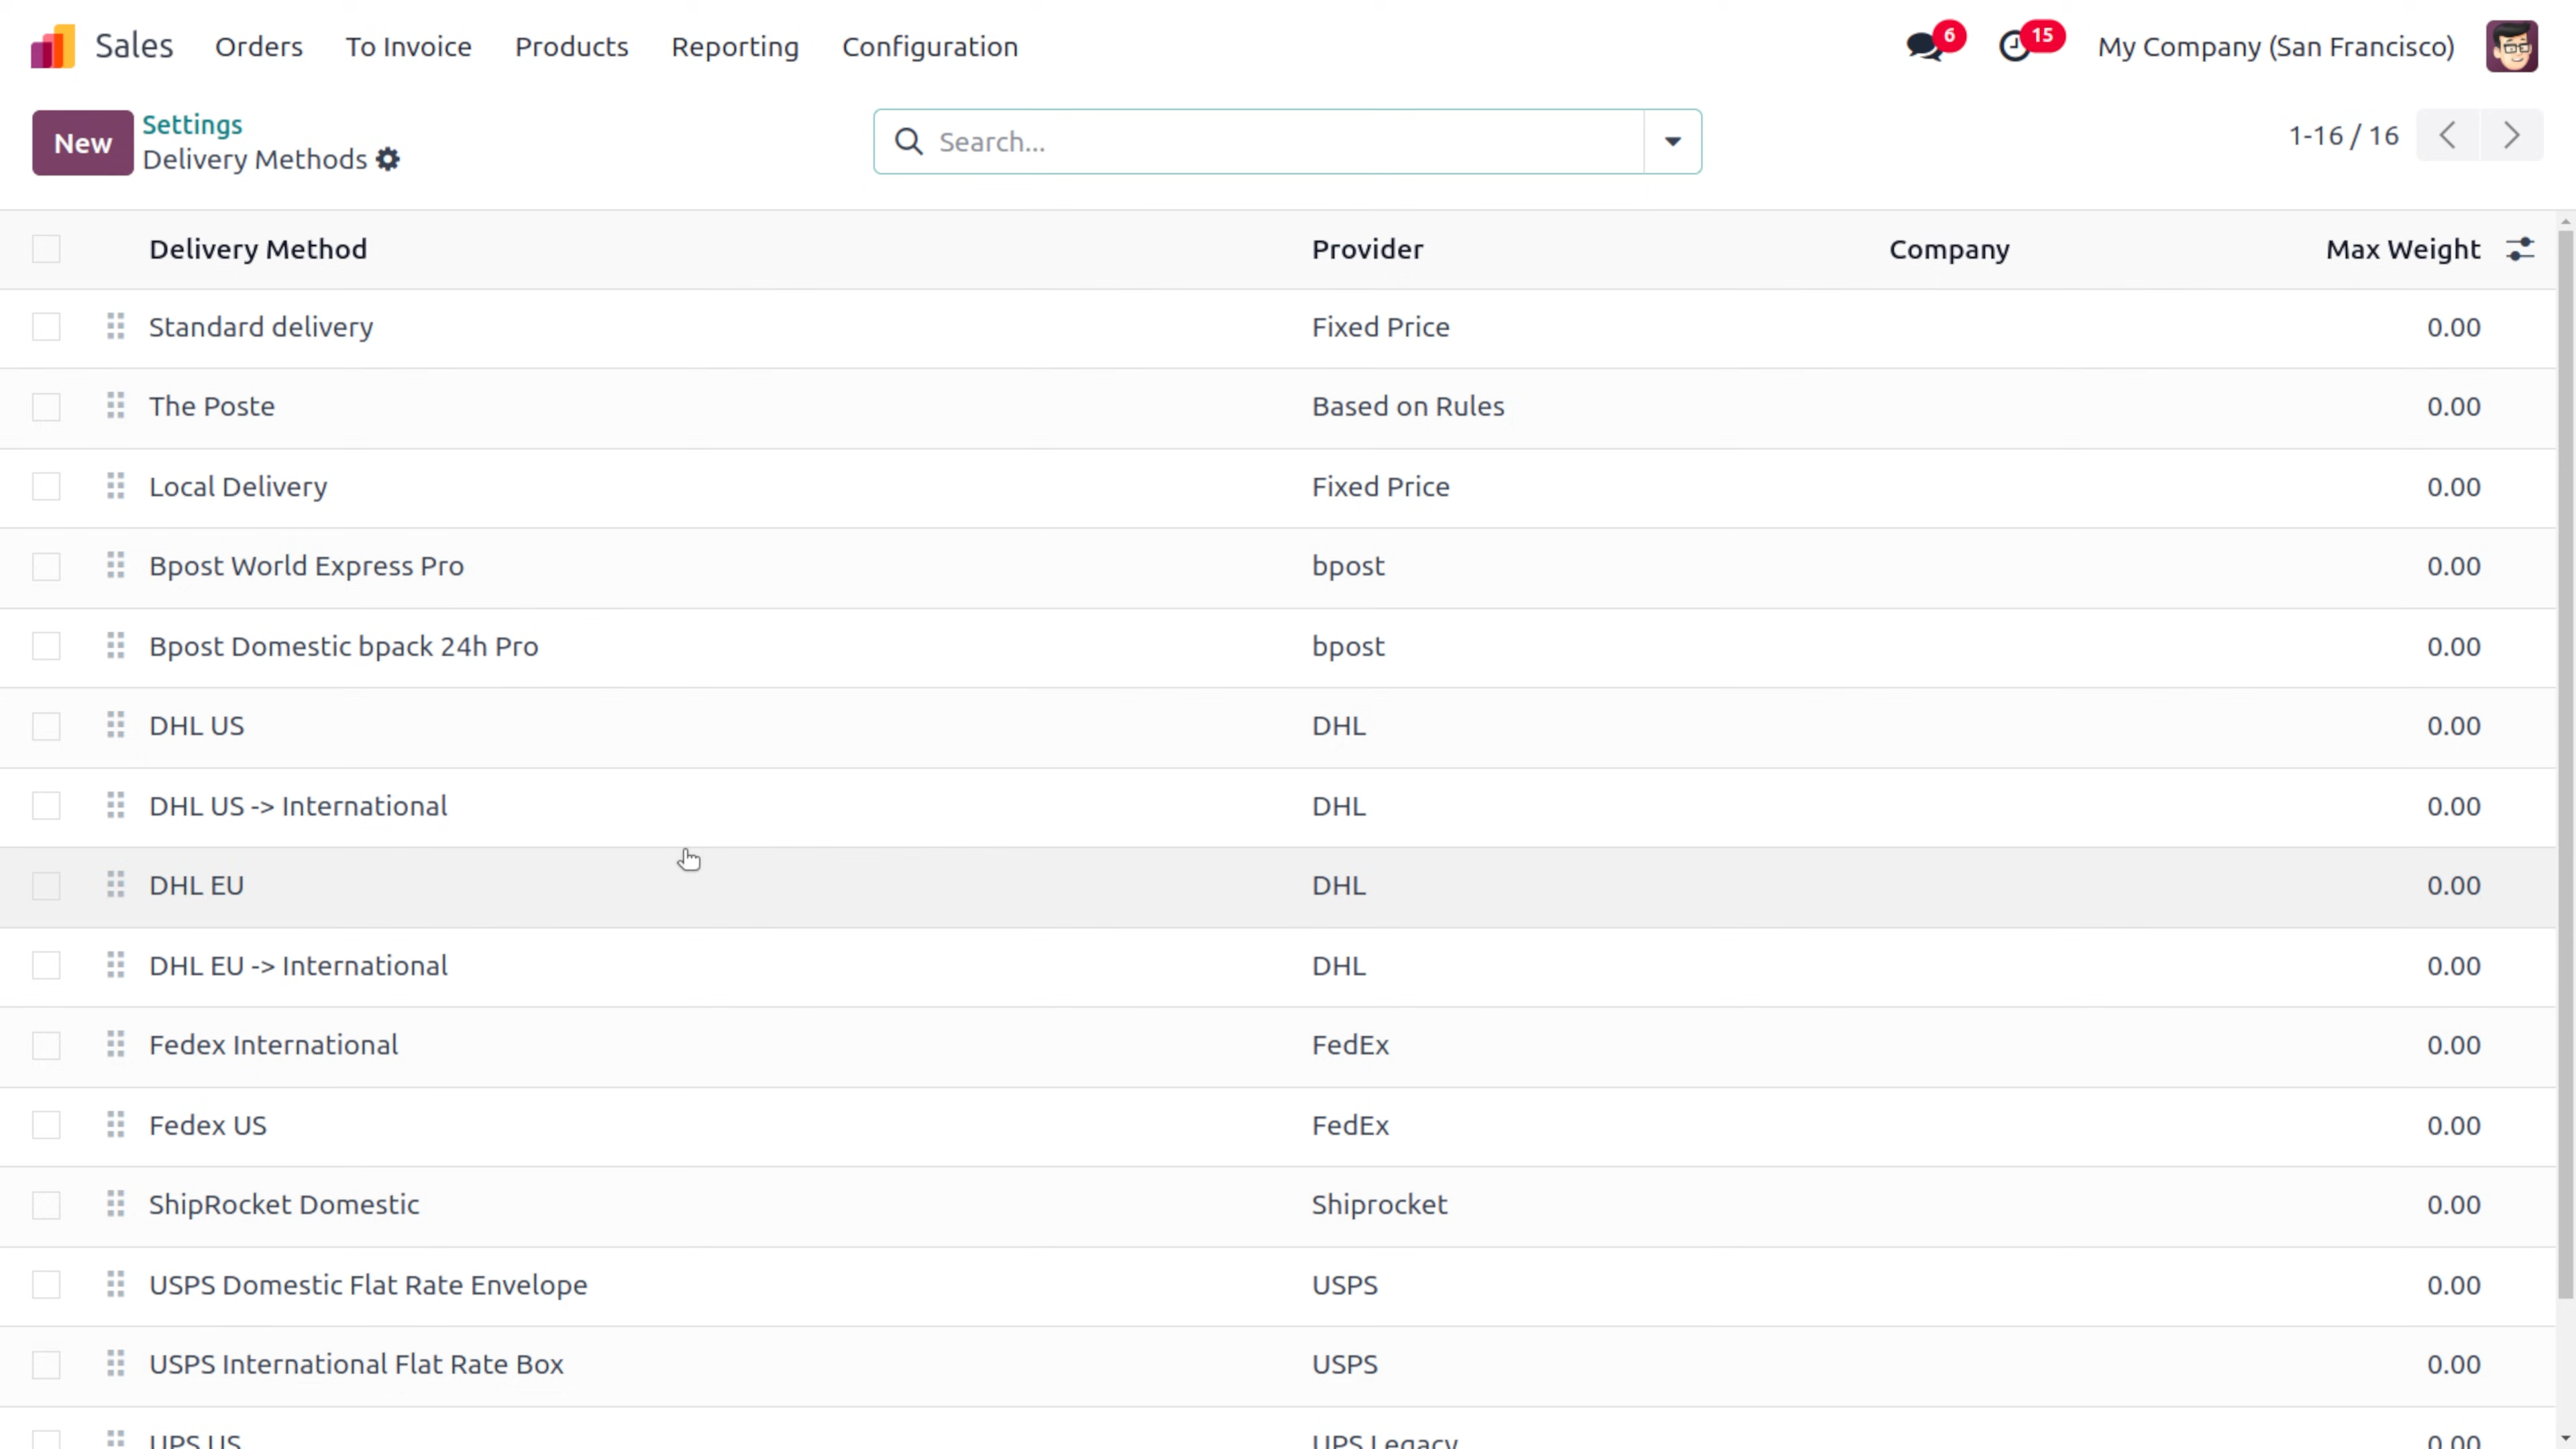 Sales Orders To Invoice Products Reporting Configuration 6 15 My Company (San Francisco)
New Settings
Delivery Methods
Search...
1-16 / 16
Delivery Method Provider Company Max Weight
Standard delivery Fixed Price 0.00
The Poste Based on Rules 0.00
Local Delivery Fixed Price 0.00
Bpost World Express Pro bpost 0.00
Bpost Domestic bpack 24h Pro bpost 0.00
DHL US DHL 0.00
DHL US -> International DHL 0.00
DHL EU DHL 0.00
DHL EU -> International DHL 0.00
Fedex International FedEx 0.00
Fedex US FedEx 0.00
ShipRocket Domestic Shiprocket 0.00
USPS Domestic Flat Rate Envelope USPS 0.00
USPS International Flat Rate Box USPS 0.00
UPS US UPS Legacy 0.00